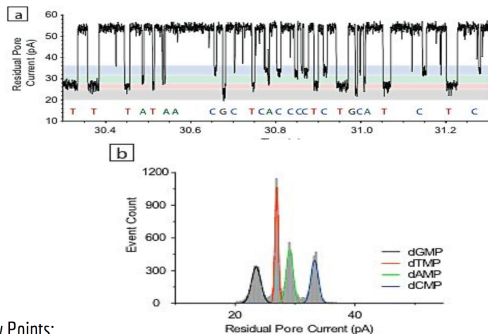 a
60
50
40
30
20
10
Residual Pore
Current (pA)
T T T A T A A C G C T C A C C C C T C T G C A T C T C
30.4 30.6 30.8 31.0 31.2
b
1200
900
600
300
0
Event Count
dGMP
dTMP
dAMP
dCMP
20 40
Residual Pore Current (pA)
Points: